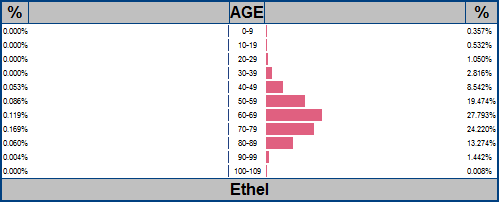 % AGE %
0.000% 0-9 0.357%
0.000% 10-19 0.532%
0.000% 20-29 1.050%
0.000% 30-39 2.816%
0.053% 40-49 8.542%
0.086% 50-59 19.474%
0.119% 60-69 27.793%
0.169% 70-79 24.220%
0.060% 80-89 13.274%
0.004% 90-99 1.442%
0.000% 100-109 0.008%
Ethel